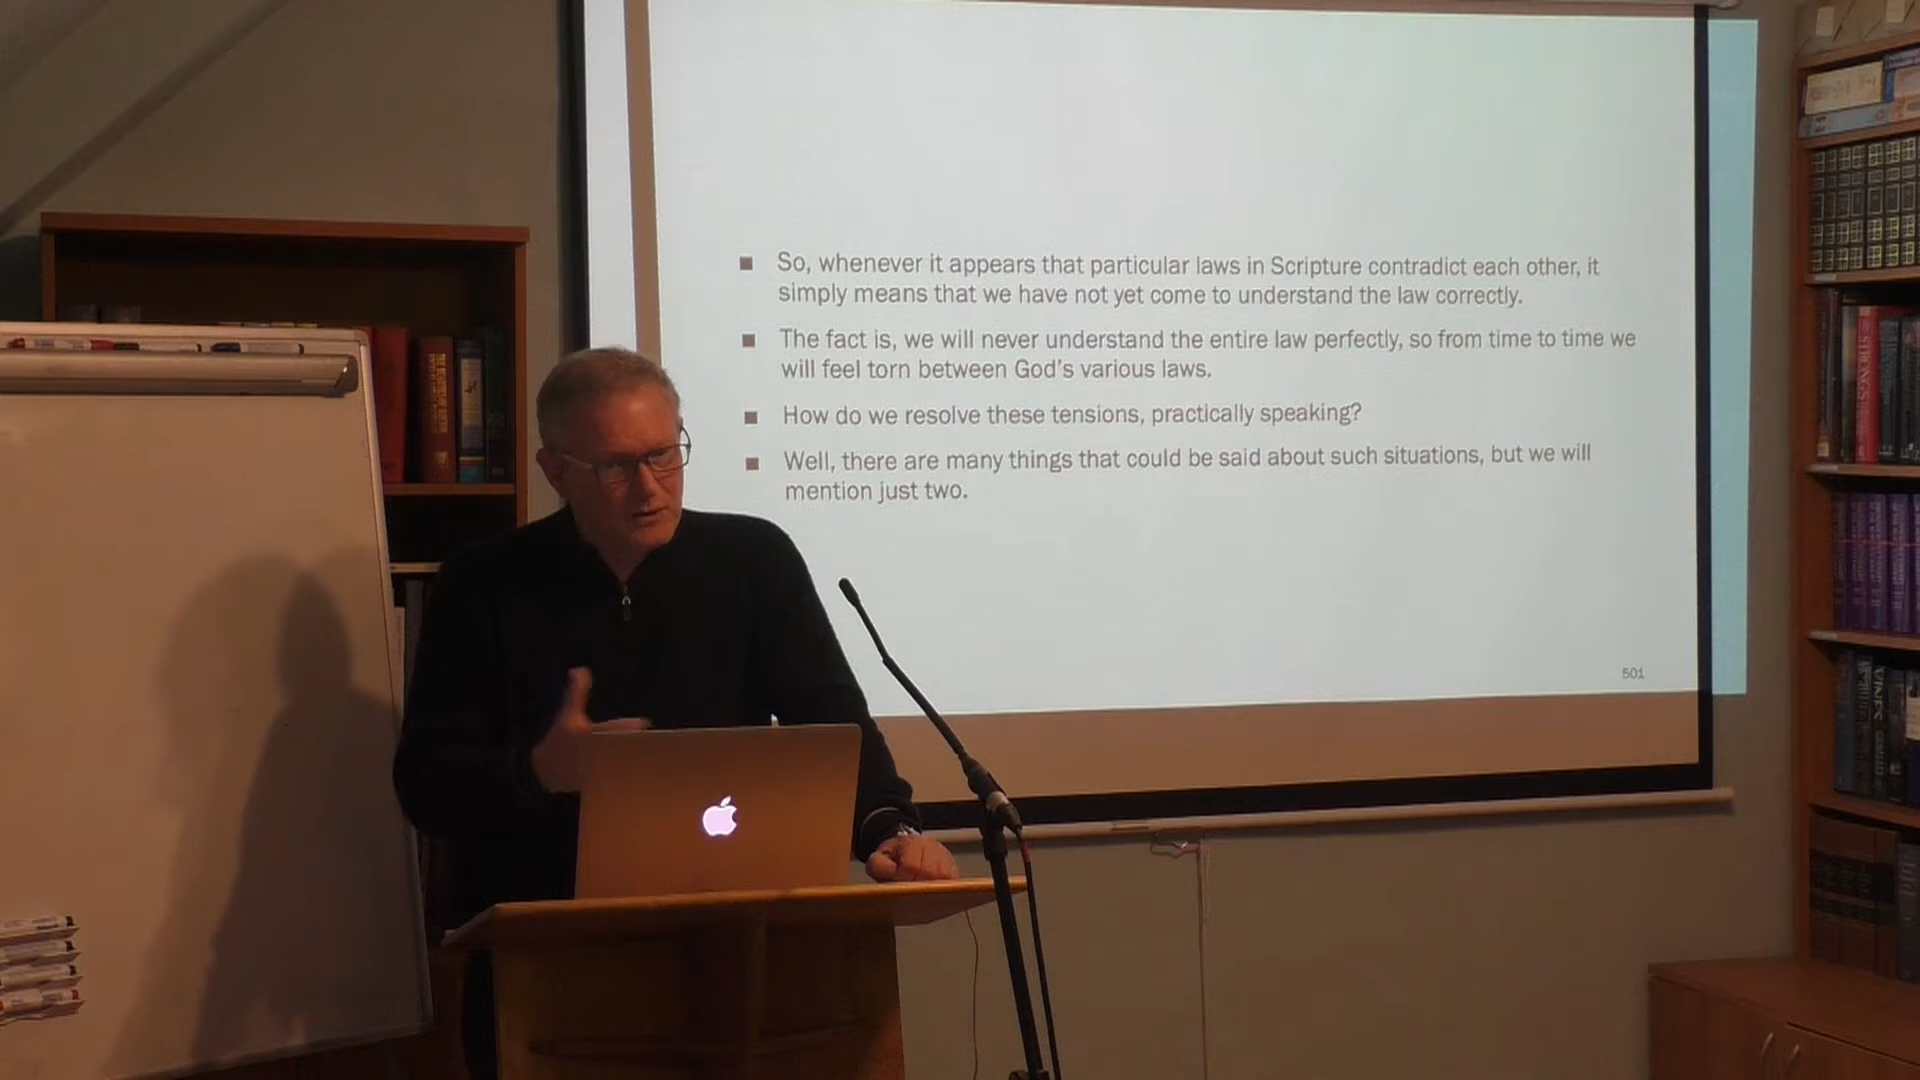 So, whenever it appears that particular laws in Scripture contradict each other, it
simply means that we have not yet come to understand the law correctly.
The fact is, we will never understand the entire law perfectly, so from time to time we
will feel torn between God's various laws.
How do we resolve these tensions, practically speaking?
Well, there are many things that could be said about such situations, but we will
mention just two.
501
STRONG'S